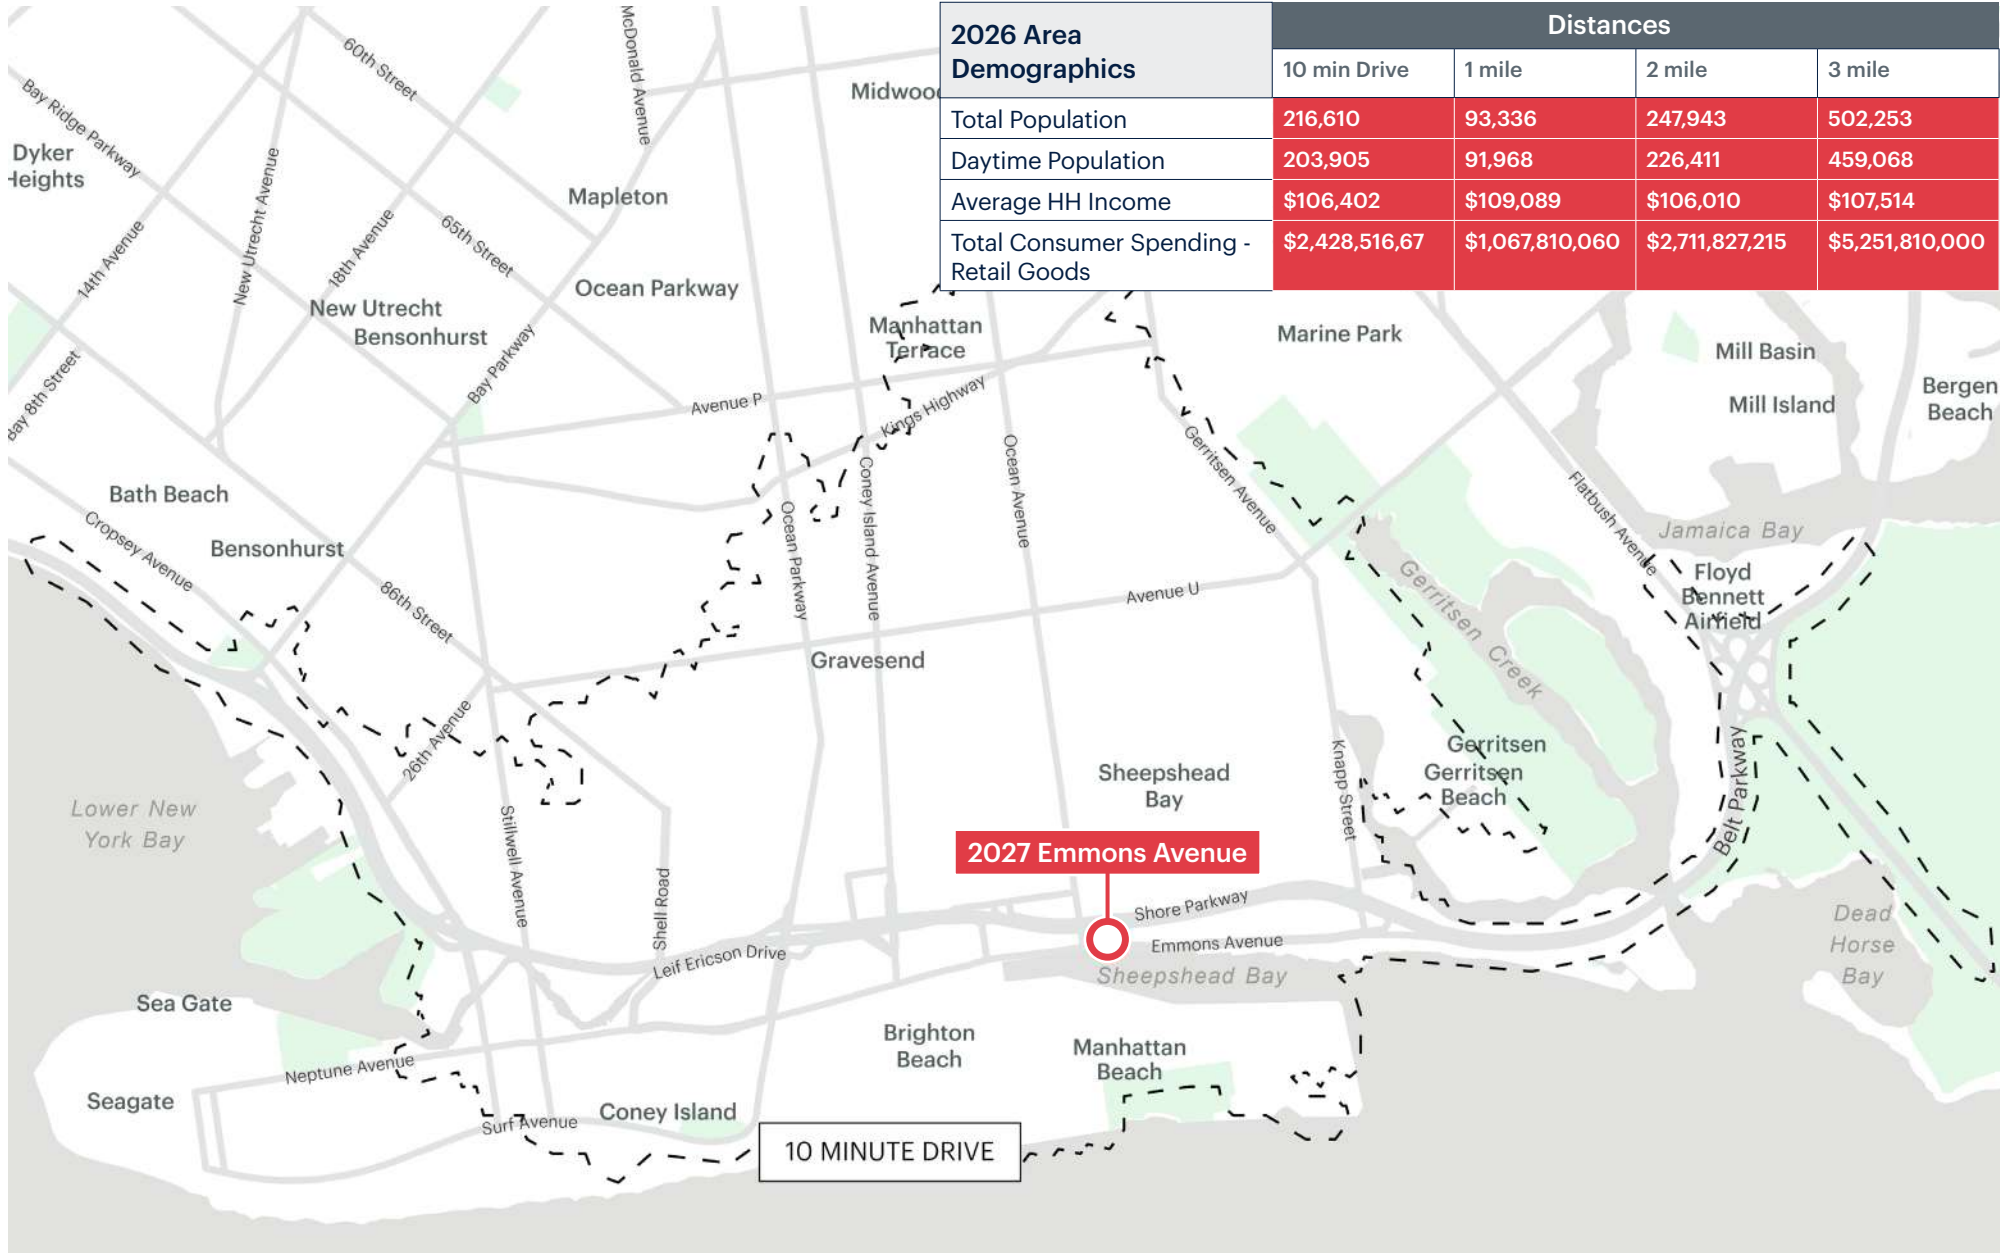 2026 Area
Demographics
Distances
10 min Drive
1 mile
2 mile
3 mile
Total Population
216,610
93,336
247,943
502,253
Daytime Population
203,905
91,968
226,411
459,068
Average HH Income
$106,402
$109,089
$106,010
$107,514
Total Consumer Spending -
Retail Goods
$2,428,516,67
$1,067,810,060
$2,711,827,215
$5,251,810,000
60th Street
McDonald Avenue
Bay Ridge Parkway
Dyker
Heights
New Utrecht Avenue
14th Avenue
18th Avenue
65th Street
Mapleton
Ocean Parkway
New Utrecht
Bensonhurst
Bay Parkway
Bay 8th Street
Manhattan
Terrace
Marine Park
Mill Basin
Mill Island
Bergen
Beach
Avenue P
Kings Highway
Ocean Avenue
Coney Island Avenue
Ocean Parkway
Gerritsen Avenue
Flatbush Avenue
Bath Beach
Cropsey Avenue
Bensonhurst
86th Street
Jamaica Bay
Floyd
Bennett
Airfield
Gerritsen Creek
Avenue U
Gravesend
26th Avenue
Stillwell Avenue
Shell Road
Knapp Street
Gerritsen
Gerritsen
Beach
Belt Parkway
Sheepshead
Bay
Lower New
York Bay
2027 Emmons Avenue
Shore Parkway
Emmons Avenue
Leif Ericson Drive
Sheepshead Bay
Dead
Horse
Bay
Sea Gate
Neptune Avenue
Seagate
Surf Avenue
Coney Island
Brighton
Beach
Manhattan
Beach
10 MINUTE DRIVE